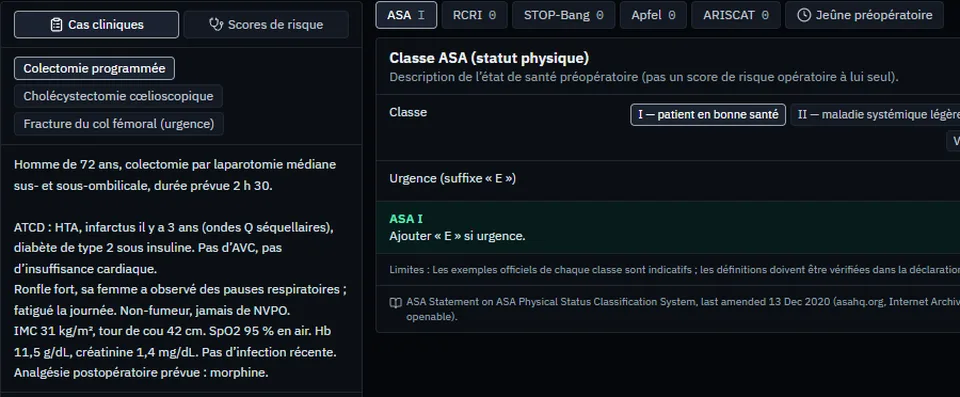 Cas cliniques
Scores de risque
Colectomie programmée
Cholécystectomie cœlioscopique
Fracture du col fémoral (urgence)
Homme de 72 ans, colectomie par laparotomie médiane
sus- et sous-ombilicale, durée prévue 2 h 30.
ATCD : HTA, infarctus il y a 3 ans (ondes Q séquellaires),
diabète de type 2 sous insuline. Pas d’AVC, pas
d’insuffisance cardiaque.
Ronfle fort, sa femme a observé des pauses respiratoires ;
fatigué la journée. Non-fumeur, jamais de NVPO.
IMC 31 kg/m², tour de cou 42 cm. SpO2 95 % en air. Hb
11,5 g/dL, créatinine 1,4 mg/dL. Pas d’infection récente.
Analgésie postopératoire prévue : morphine.
ASA I
RCRI 0
STOP-Bang 0
Apfel 0
ARISCAT 0
Jeûne préopératoire
Classe ASA (statut physique)
Description de l’état de santé préopératoire (pas un score de risque opératoire à lui seul).
Classe
I — patient en bonne santé
II — maladie systémique légère
V
Urgence (suffixe « E »)
ASA I
Ajouter « E » si urgence.
Limites : Les exemples officiels de chaque classe sont indicatifs ; les définitions doivent être vérifiées dans la déclaration
ASA Statement on ASA Physical Status Classification System, last amended 13 Dec 2020 (asahq.org, Internet Archiv
openable).